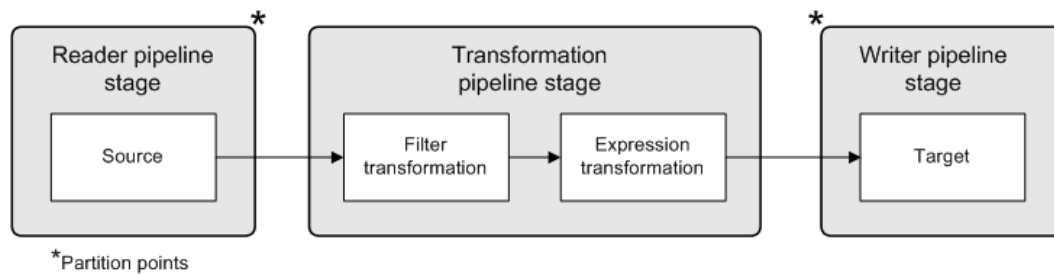 *
*
Reader pipeline
stage
Transformation
pipeline stage
Writer pipeline
stage
Source
Filter
transformation
Expression
transformation
Target
*Partition points